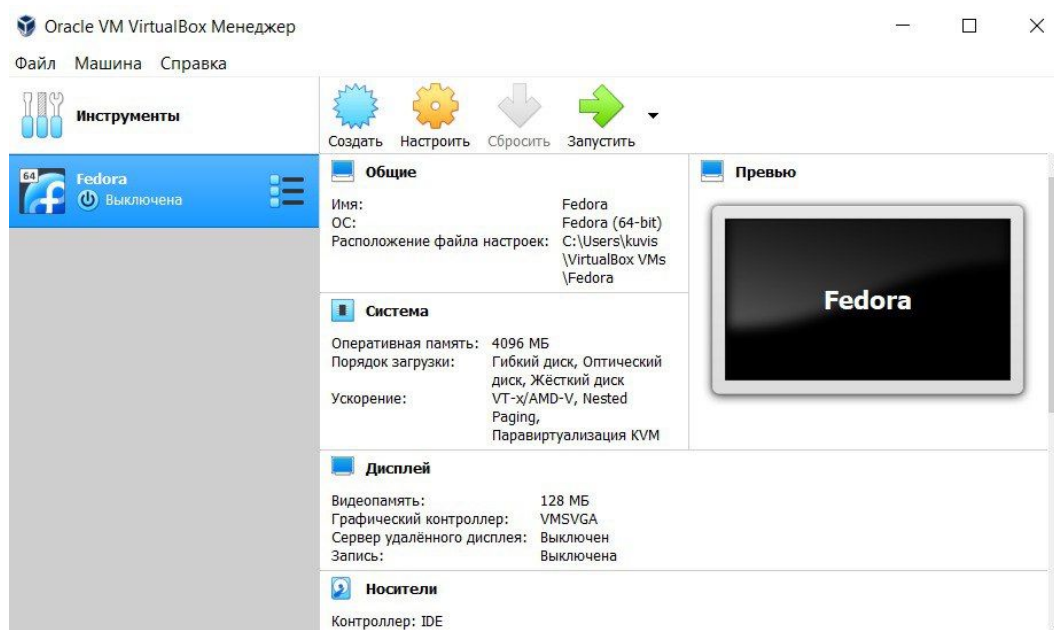 Oracle VM VirtualBox Менеджер
Файл Машина Справка
Инструменты
Создать Настроить Сбросить Запустить
64
Fedora
Выключена
Общие
Имя: Fedora
ОС: Fedora (64-bit)
Расположение файла настроек: C:\Users\kuvis
\VirtualBox VMs
\Fedora
Превью
Fedora
Система
Оперативная память: 4096 МБ
Порядок загрузки: Гибкий диск, Оптический
диск, Жёсткий диск
Ускорение: VT-x/AMD-V, Nested
Paging,
Паравиртуализация KVM
Дисплей
Видеопамять: 128 МБ
Графический контроллер: VMSVGA
Сервер удалённого дисплея: Выключен
Запись: Выключена
Носители
Контроллер: IDE